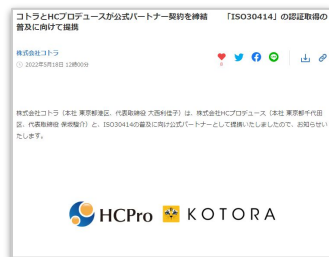 コトラとHCプロデュースが公式パートナー契約を締結　「ISO30414」の認証取得の
普及に向けて提携
株式会社コトラ
2022年5月18日 12時00分
株式会社コトラ（本社 東京都港区、代表取締役 大西利佳子）は、株式会社HCプロデュース（本社 東京都千代田
区、代表取締役 保坂駿介）と、ISO30414の普及に向け公式パートナーとして提携いたしましたので、お知らせい
たします。
HCPro KOTORA